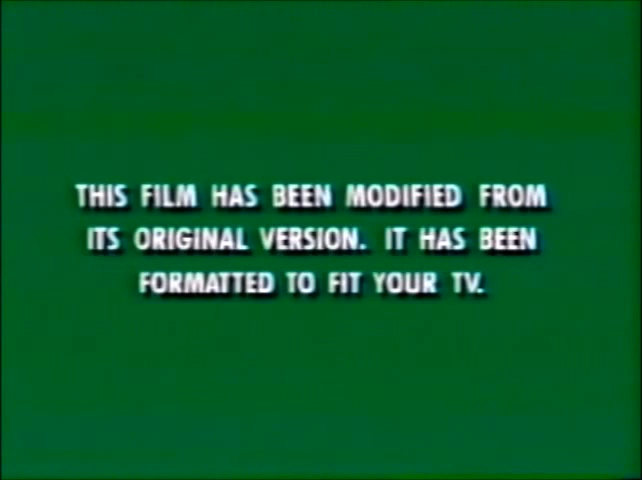 THIS FILM HAS BEEN MODIFIED FROM
ITS ORIGINAL VERSION. IT HAS BEEN
FORMATTED TO FIT YOUR TV.